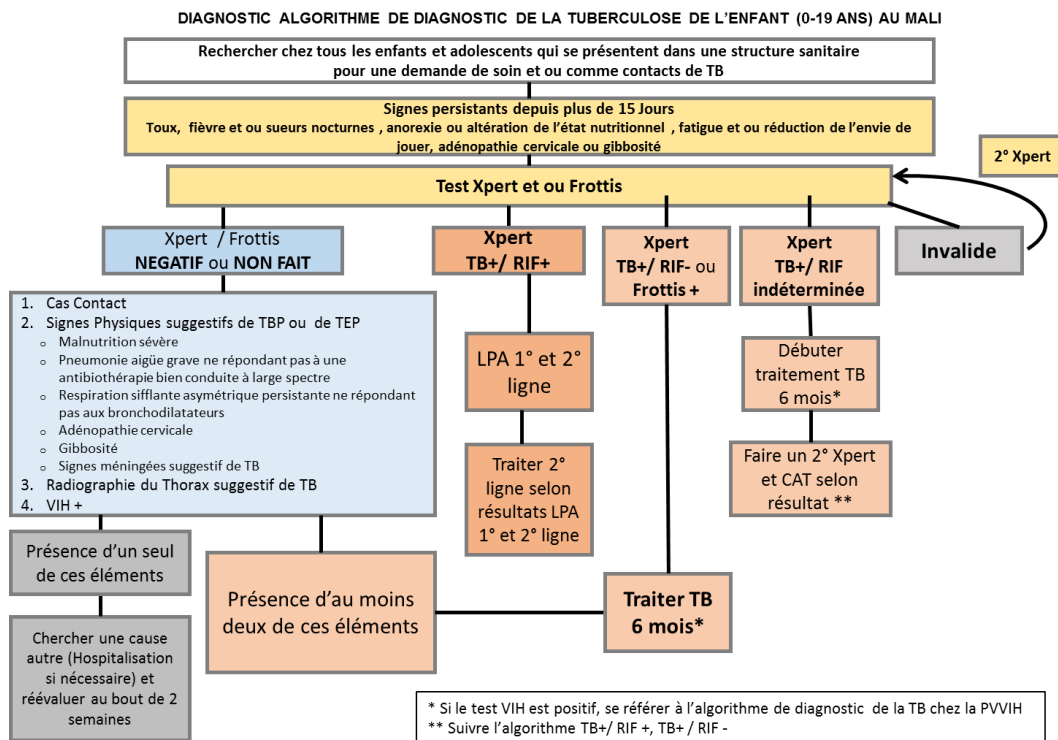 DIAGNOSTIC ALGORITHME DE DIAGNOSTIC DE LA TUBERCULOSE DE L'ENFANT (0-19 ANS) AU MALI
Rechercher chez tous les enfants et adolescents qui se présentent dans une structure sanitaire
pour une demande de soin et ou comme contacts de TB
Signes persistants depuis plus de 15 Jours
Toux, fièvre et ou sueurs nocturnes , anorexie ou altération de l'état nutritionnel , fatigue et ou réduction de l'envie de
jouer, adénopathie cervicale ou gibbosité
2° Xpert
Test Xpert et ou Frottis
Xpert / Frottis
NEGATIF ou NON FAIT
Xpert
TB+/ RIF+
Xpert
TB+/ RIF- ou
Frottis +
Xpert
TB+/ RIF
indéterminée
Invalide
1. Cas Contact
2. Signes Physiques suggestifs de TBP ou de TEP
o Malnutrition sévère
o Pneumonie aigüe grave ne répondant pas à une
antibiothérapie bien conduite à large spectre
o Respiration sifflante asymétrique persistante ne répondant
pas aux bronchodilatateurs
o Adénopathie cervicale
o Gibbosité
o Signes méningées suggestif de TB
3. Radiographie du Thorax suggestif de TB
4. VIH +
LPA 1° et 2°
ligne
Débuter
traitement TB
6 mois*
Traiter 2°
ligne selon
résultats LPA
1° et 2° ligne
Faire un 2° Xpert
et CAT selon
résultat **
Présence d'un seul
de ces éléments
Présence d'au moins
deux de ces éléments
Traiter TB
6 mois*
Chercher une cause
autre (Hospitalisation
si nécessaire) et
réévaluer au bout de 2
semaines
* Si le test VIH est positif, se référer à l'algorithme de diagnostic de la TB chez la PVVIH
** Suivre l'algorithme TB+/ RIF +, TB+ / RIF -